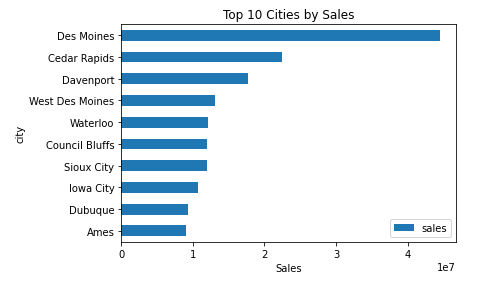 Top 10 Cities by Sales
Des Moines
Cedar Rapids
Davenport
West Des Moines
Waterloo
Council Bluffs
Sioux City
Iowa City
Dubuque
Ames
city
sales
0 1 2 3 4
1e7
Sales